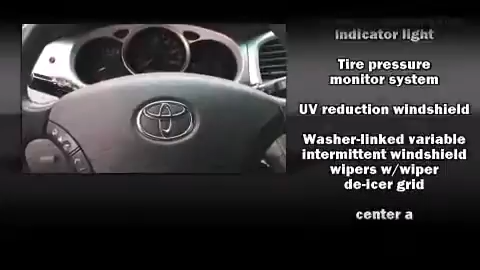 indicator light
Tire pressure
monitor system
UV reduction windshield
Washer-linked variable
intermittent windshield
wipers w/wiper
de-icer grid
center a